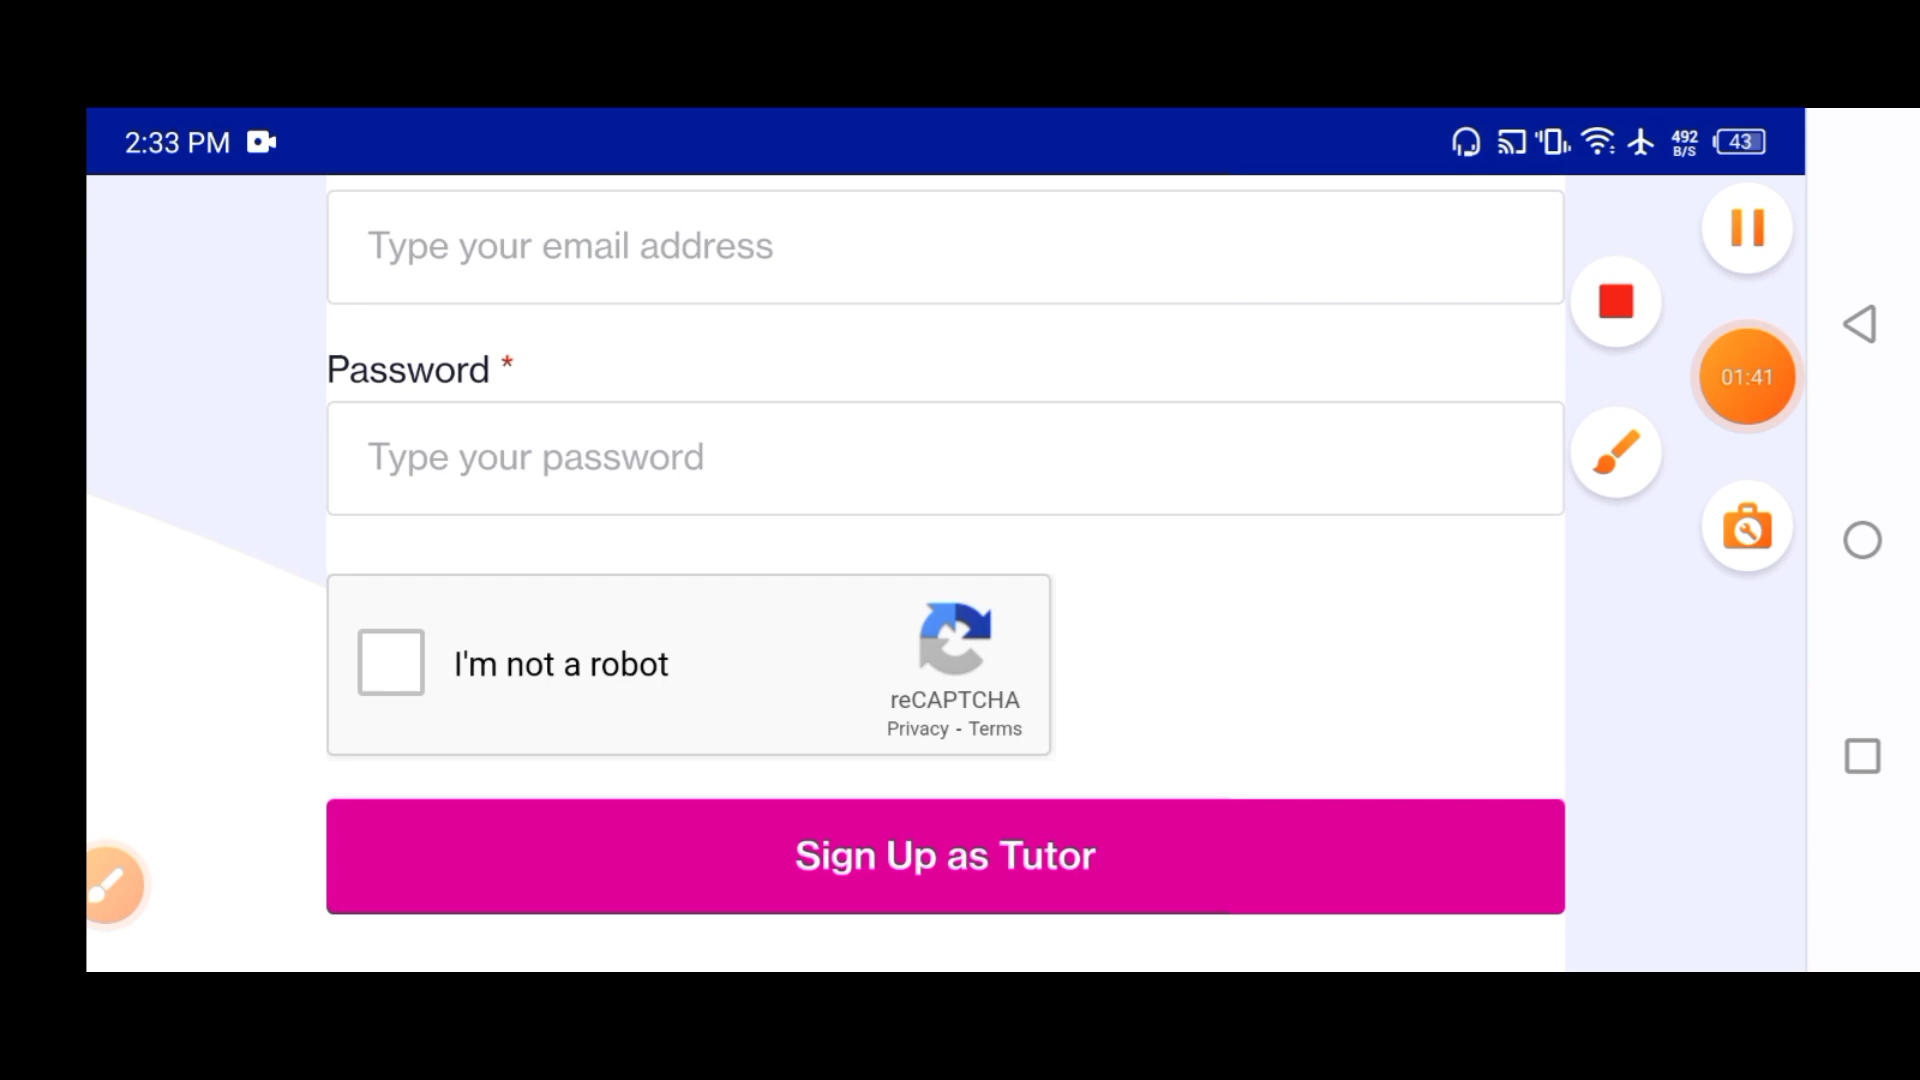 2:33 PM
492
B/S
43
Type your email address
Password *
Type your password
01:41
I'm not a robot
reCAPTCHA
Privacy - Terms
Sign Up as Tutor